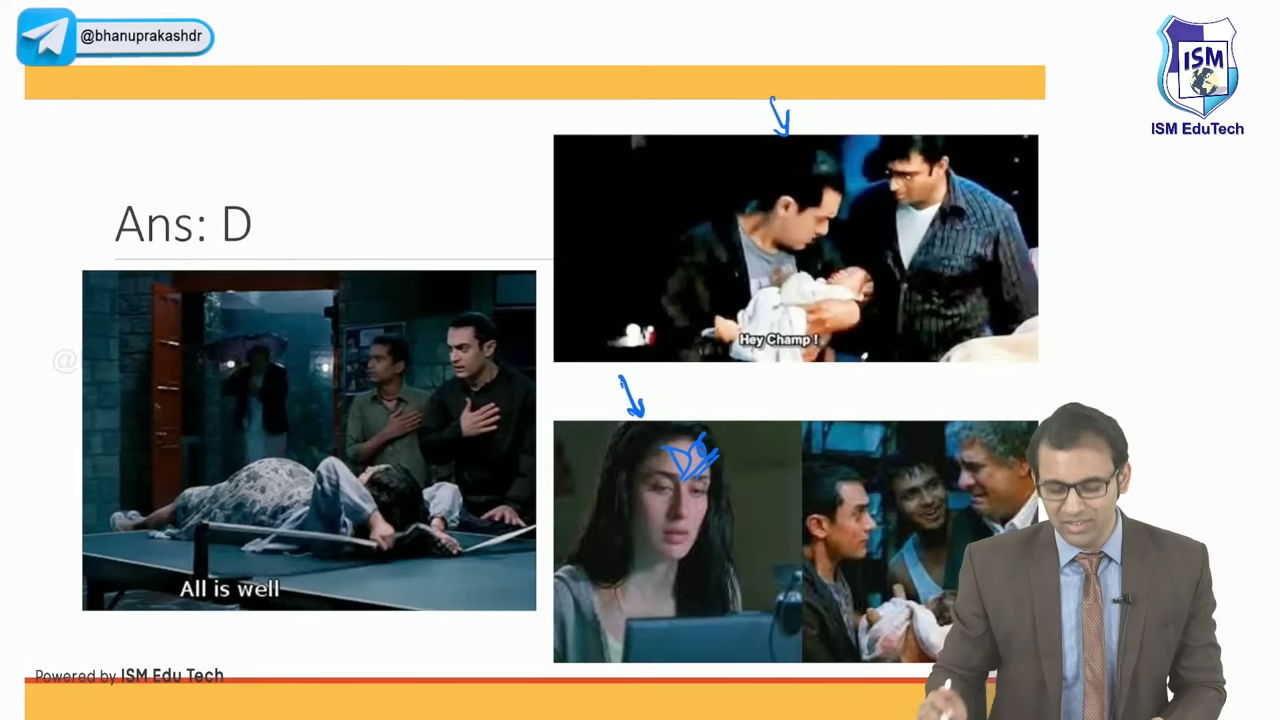 @bhanuprakashdr
ISM
ISM EduTech
Ans: D
Hey Champ !
@
All is well
Powered by ISM Edu Tech